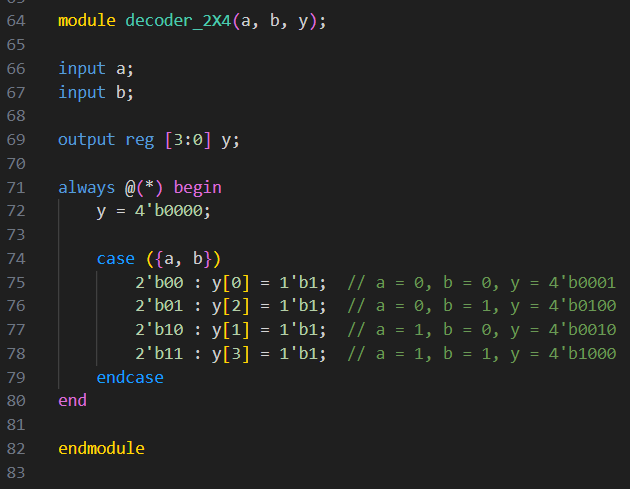 64 module decoder_2X4(a, b, y);
65
66 input a;
67 input b;
68
69 output reg [3:0] y;
70
71 always @(*) begin
72     y = 4'b0000;
73
74     case ({a, b})
75         2'b00 : y[0] = 1'b1;  // a = 0, b = 0, y = 4'b0001
76         2'b01 : y[2] = 1'b1;  // a = 0, b = 1, y = 4'b0100
77         2'b10 : y[1] = 1'b1;  // a = 1, b = 0, y = 4'b0010
78         2'b11 : y[3] = 1'b1;  // a = 1, b = 1, y = 4'b1000
79     endcase
80 end
81
82 endmodule
83